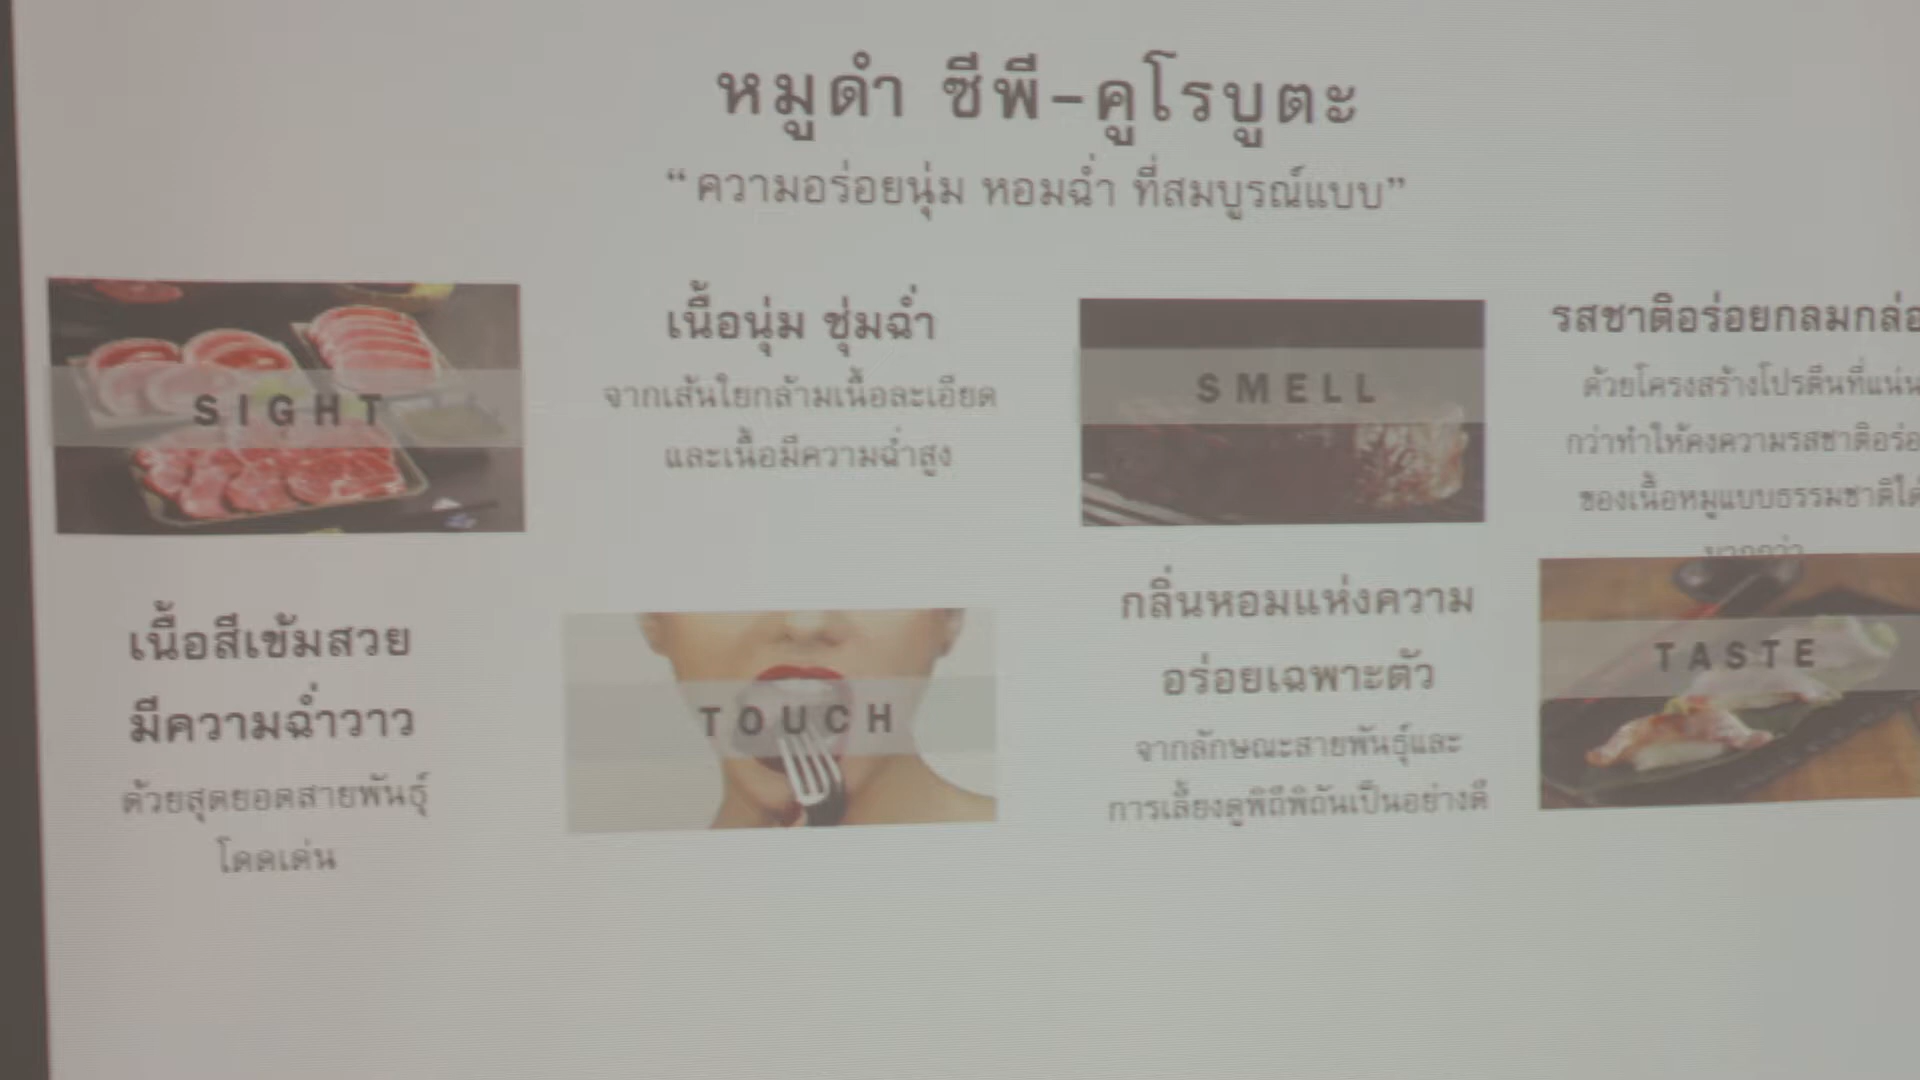 หมูดำ ซีพี-คูโรบูตะ
“ความอร่อยนุ่ม หอมฉ่ำ ที่สมบูรณ์แบบ”
SIGHT
เนื้อสีเข้มสวย
มีความฉ่ำวาว
ด้วยสุดยอดสายพันธุ์
โดดเด่น
เนื้อนุ่ม ชุ่มฉ่ำ
จากเส้นใยกล้ามเนื้อละเอียด
และเนื้อมีความฉ่ำสูง
TOUCH
SMELL
กลิ่นหอมแห่งความ
อร่อยเฉพาะตัว
จากลักษณะสายพันธุ์และ
การเลี้ยงดูพิถีพิถันเป็นอย่างดี
รสชาติอร่อยกลมกล่อ
ด้วยโครงสร้างโปรตีนที่แน่น
กว่าทำให้คงความรสชาติอร่อ
ของเนื้อหมูแบบธรรมชาติได้
มากกว่า
TASTE